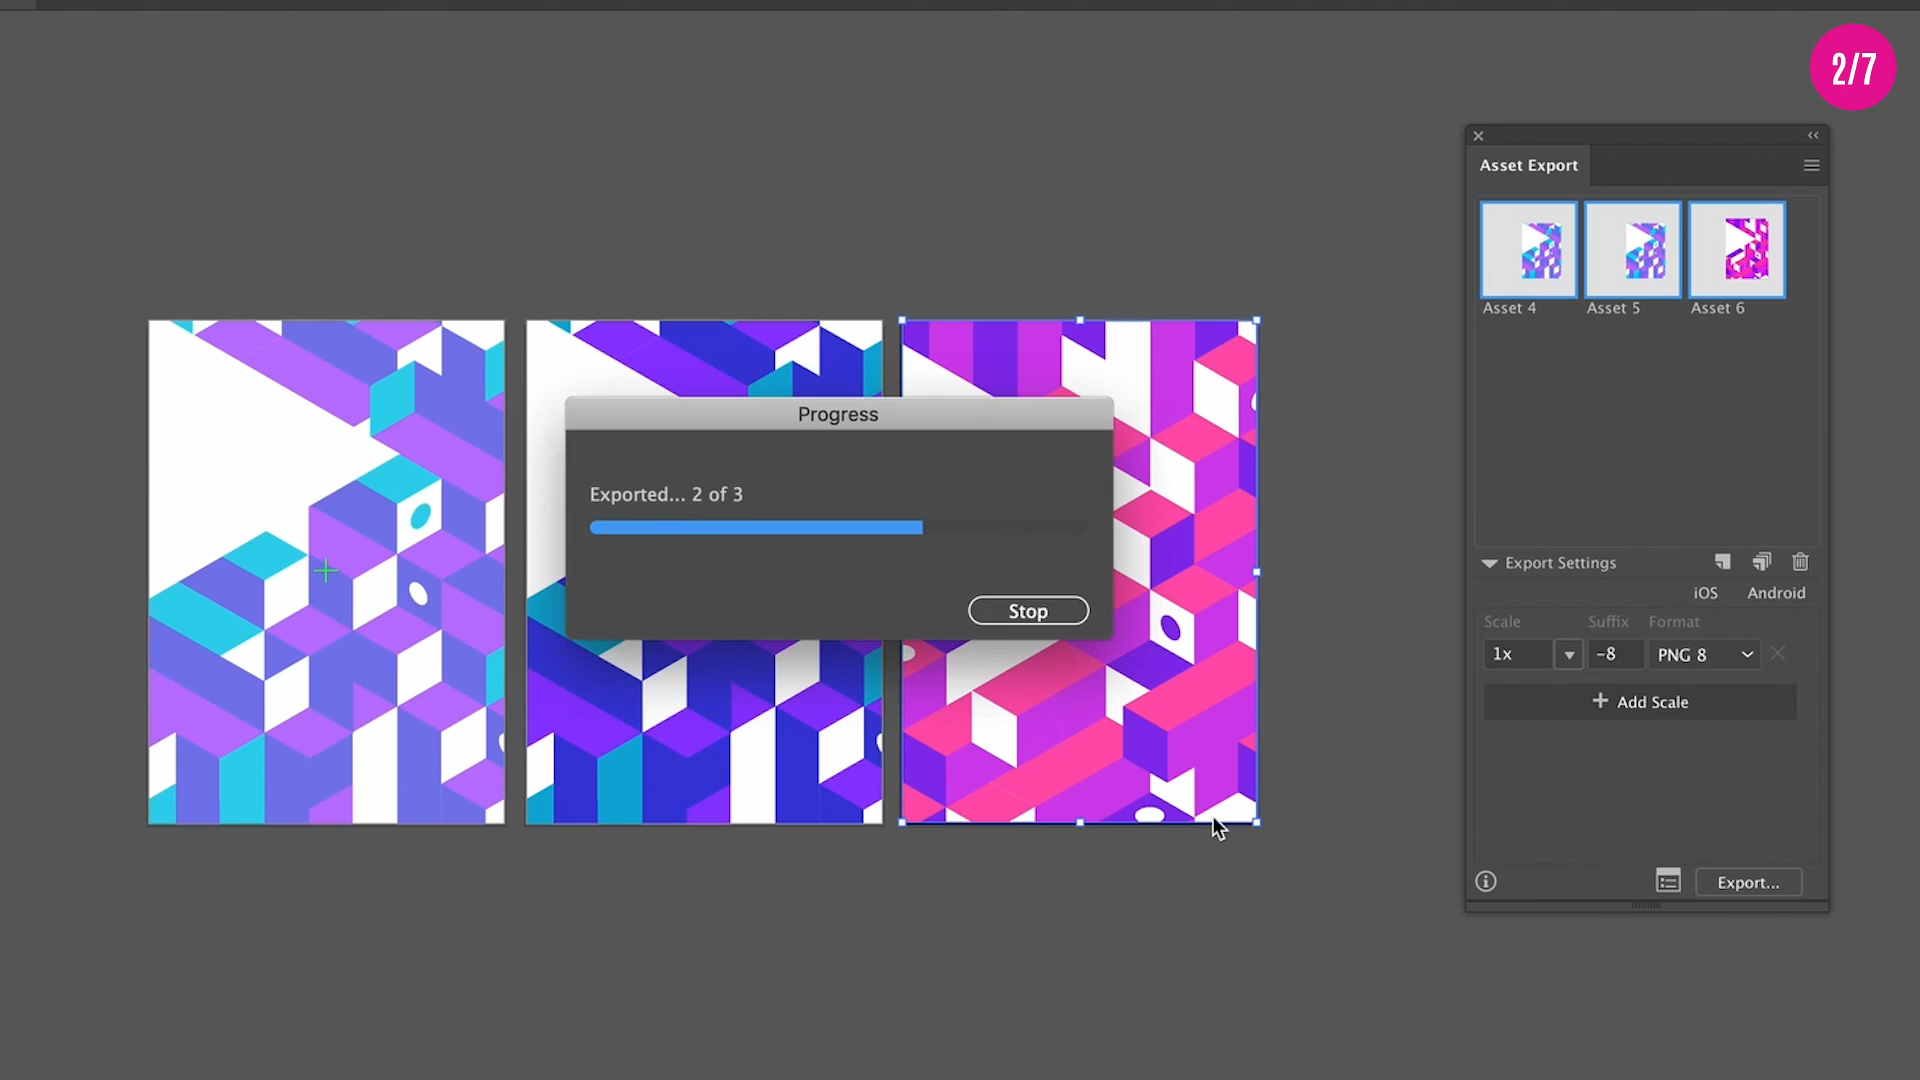 2/7
Asset Export
Asset 4 Asset 5 Asset 6
Progress
Exported... 2 of 3
Stop
Export Settings
iOS Android
Scale Suffix Format
1x -8 PNG 8
+ Add Scale
Export...